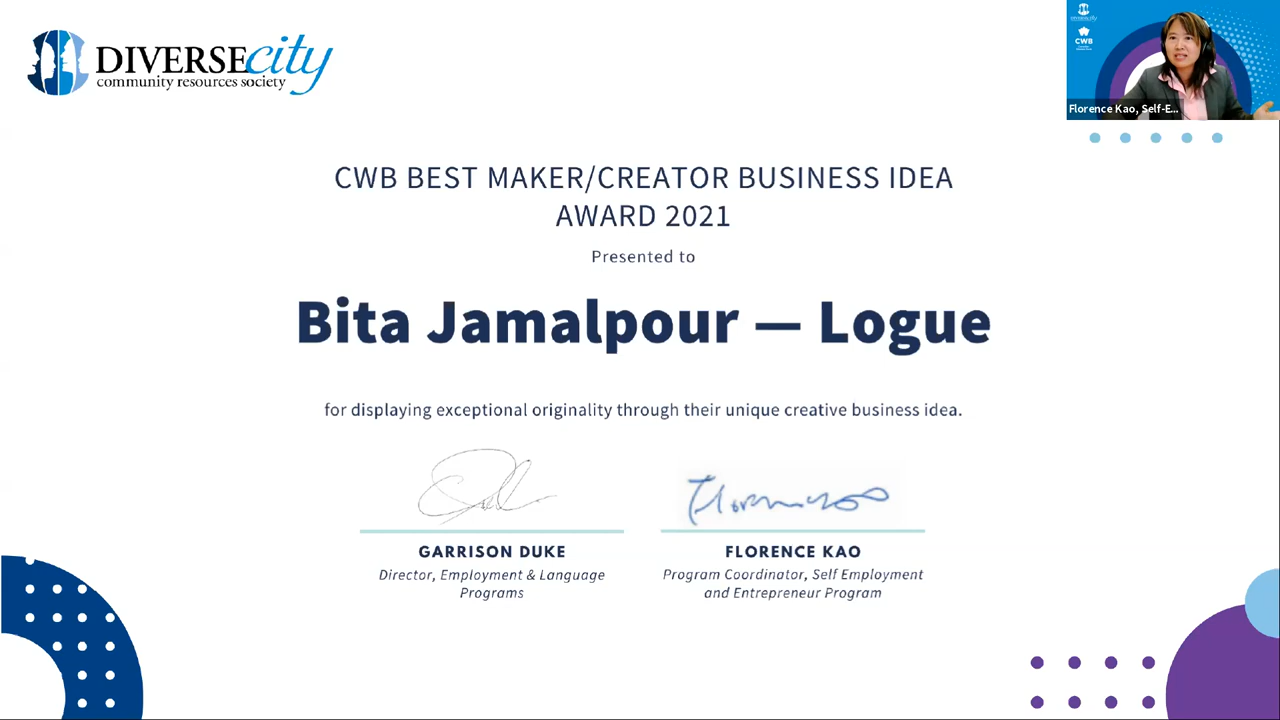 DIVERSEcity
community resources society
CWB
Florence Kao, Self-E...
CWB BEST MAKER/CREATOR BUSINESS IDEA
AWARD 2021
Presented to
Bita Jamalpour — Logue
for displaying exceptional originality through their unique creative business idea.
GARRISON DUKE
Director, Employment & Language
Programs
FLORENCE KAO
Program Coordinator, Self Employment
and Entrepreneur Program